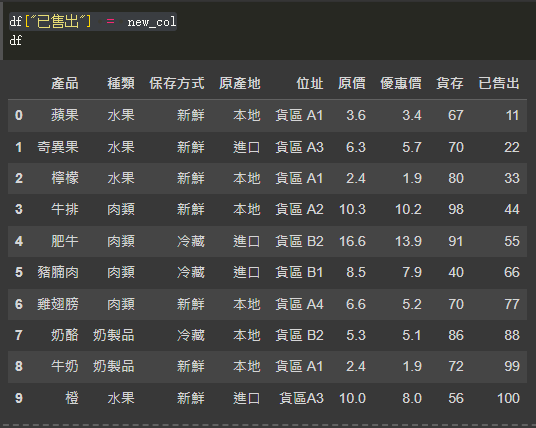 df["已售出"] = new_col
df
產品 種類 保存方式 原產地 位址 原價 優惠價 貨存 已售出
0 蘋果 水果 新鮮 本地 貨區 A1 3.6 3.4 67 11
1 奇異果 水果 新鮮 進口 貨區 A3 6.3 5.7 70 22
2 檸檬 水果 新鮮 本地 貨區 A1 2.4 1.9 80 33
3 牛排 肉類 新鮮 本地 貨區 A2 10.3 10.2 98 44
4 肥牛 肉類 冷藏 進口 貨區 B2 16.6 13.9 91 55
5 豬腩肉 肉類 冷藏 進口 貨區 B1 8.5 7.9 40 66
6 雞翅膀 肉類 新鮮 本地 貨區 A4 6.6 5.2 70 77
7 奶酪 奶製品 冷藏 本地 貨區 B2 5.3 5.1 86 88
8 牛奶 奶製品 新鮮 本地 貨區 A1 2.4 1.9 72 99
9 橙 水果 新鮮 進口 貨區A3 10.0 8.0 56 100